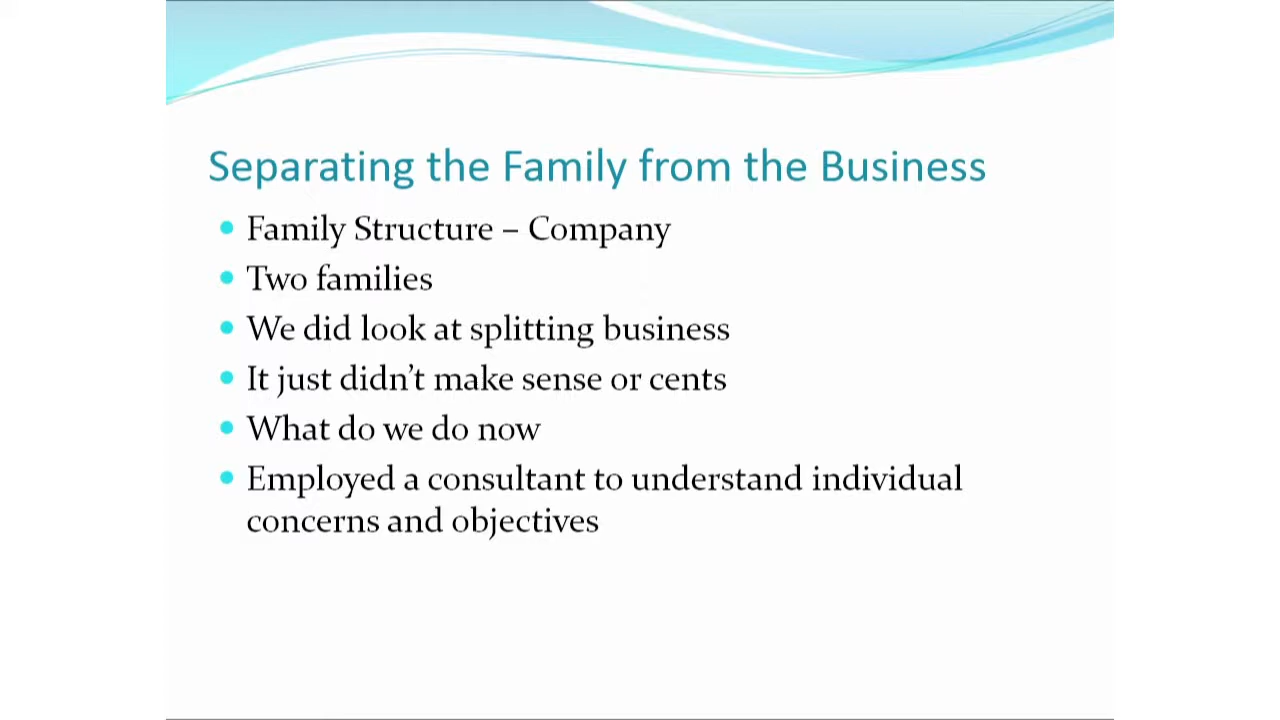 Separating the Family from the Business
• Family Structure – Company
• Two families
• We did look at splitting business
• It just didn’t make sense or cents
• What do we do now
• Employed a consultant to understand individual
concerns and objectives